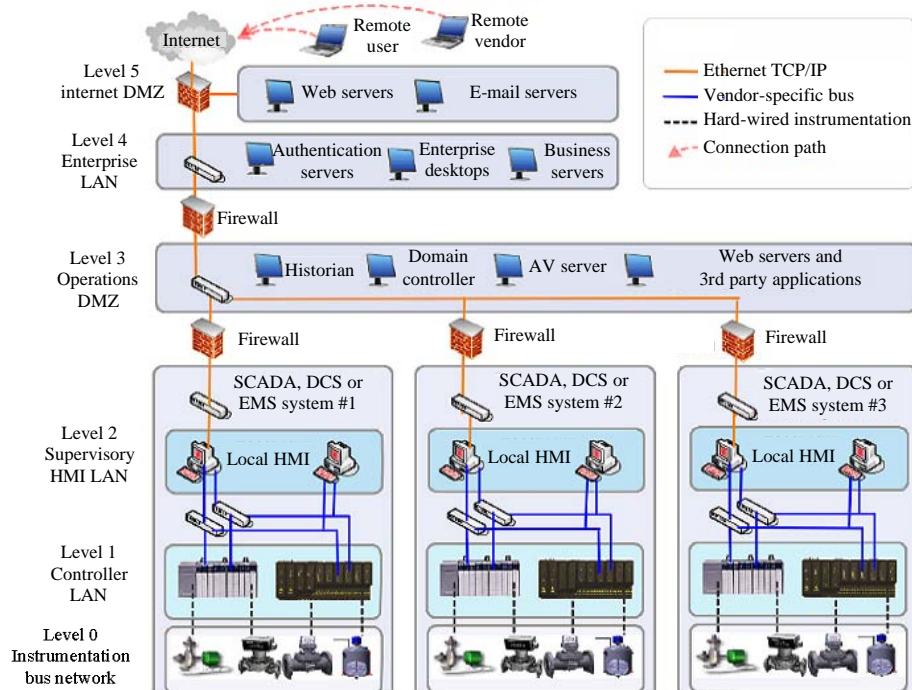 Internet
Remote
user
Remote
vendor
Level 5
internet DMZ
Web servers
E-mail servers
Ethernet TCP/IP
Vendor-specific bus
Hard-wired instrumentation
Connection path
Level 4
Enterprise
LAN
Authentication
servers
Enterprise
desktops
Business
servers
Firewall
Level 3
Operations
DMZ
Historian
Domain
controller
AV server
Web servers and
3rd party applications
Firewall
Firewall
Firewall
SCADA, DCS or
EMS system #1
SCADA, DCS or
EMS system #2
SCADA, DCS or
EMS system #3
Level 2
Supervisory
HMI LAN
Local HMI
Local HMI
Local HMI
Level 1
Controller
LAN
Level 0
Instrumentation
bus network